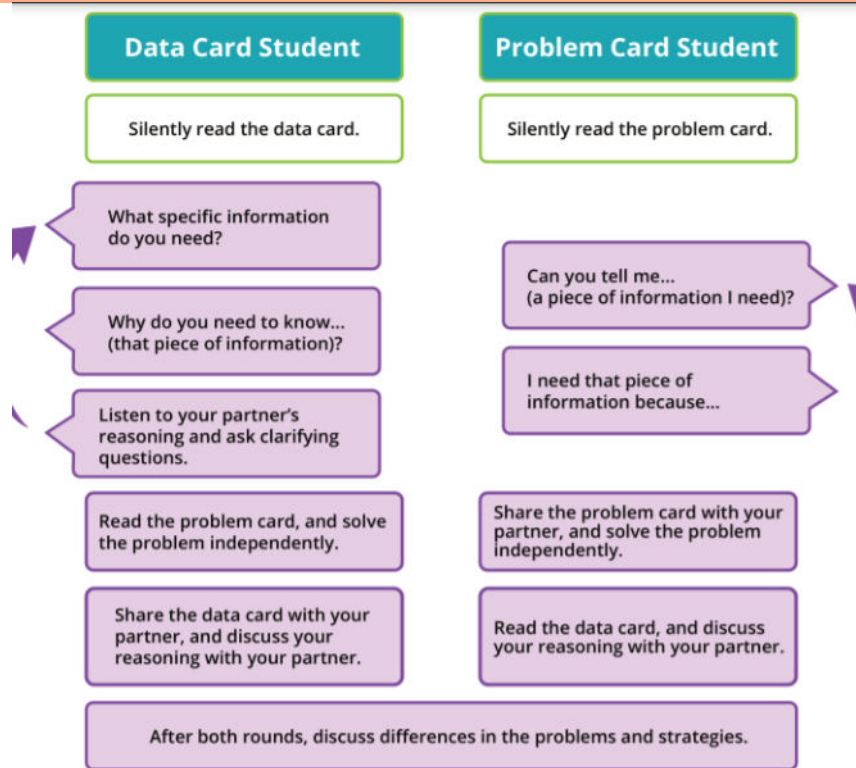 Data Card Student
Problem Card Student
Silently read the data card.
Silently read the problem card.
What specific information
do you need?
Can you tell me...
(a piece of information I need)?
Why do you need to know...
(that piece of information)?
I need that piece of
information because...
Listen to your partner's
reasoning and ask clarifying
questions.
Read the problem card, and solve
the problem independently.
Share the problem card with your
partner, and solve the problem
independently.
Share the data card with your
partner, and discuss your
reasoning with your partner.
Read the data card, and discuss
your reasoning with your partner.
After both rounds, discuss differences in the problems and strategies.